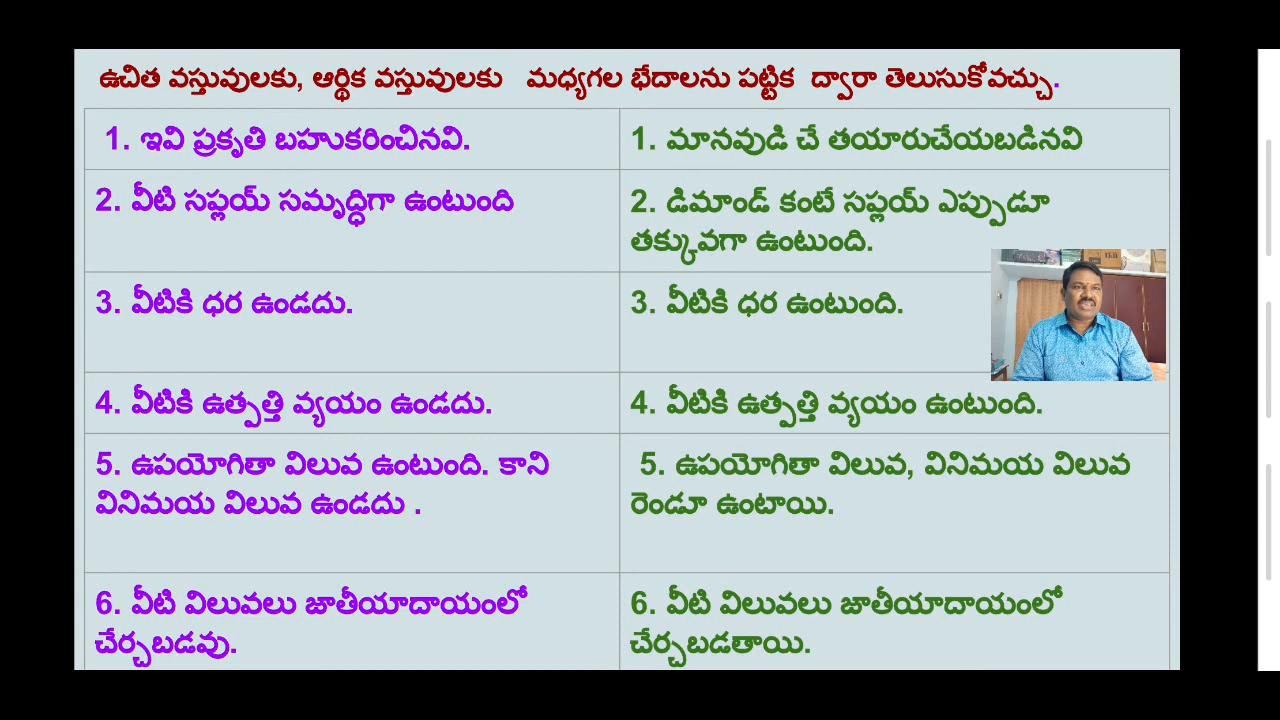 ఉచిత వస్తువులకు, ఆర్థిక వస్తువులకు మధ్యగల భేదాలను పట్టిక ద్వారా తెలుసుకోవచ్చు.
1. ఇవి ప్రకృతి బహుకరించినవి.
1. మానవుడి చే తయారుచేయబడినవి
2. వీటి సప్లయ్ సమృద్ధిగా ఉంటుంది
2. డిమాండ్ కంటే సప్లయ్ ఎప్పుడూ
తక్కువగా ఉంటుంది.
3. వీటికి ధర ఉండదు.
3. వీటికి ధర ఉంటుంది.
4. వీటికి ఉత్పత్తి వ్యయం ఉండదు.
4. వీటికి ఉత్పత్తి వ్యయం ఉంటుంది.
5. ఉపయోగితా విలువ ఉంటుంది. కాని
వినిమయ విలువ ఉండదు .
5. ఉపయోగితా విలువ, వినిమయ విలువ
రెండూ ఉంటాయి.
6. వీటి విలువలు జాతీయాదాయంలో
చేర్చబడవు.
6. వీటి విలువలు జాతీయాదాయంలో
చేర్చబడతాయి.